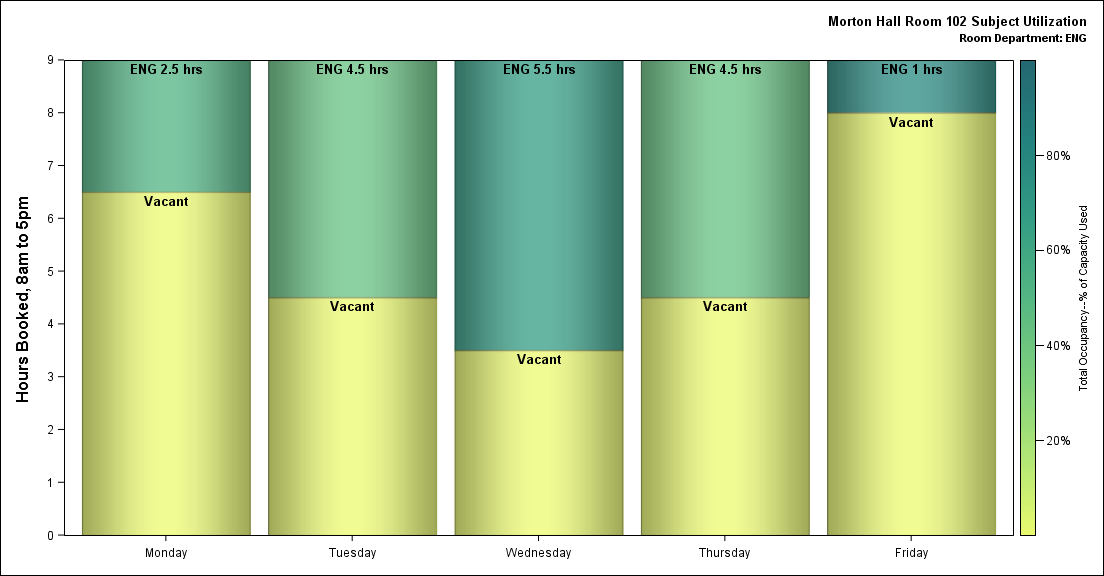 Morton Hall Room 102 Subject Utilization
Room Department: ENG
Hours Booked, 8am to 5pm
9
8
7
6
5
4
3
2
1
0
ENG 2.5 hrs
Vacant
ENG 4.5 hrs
Vacant
ENG 5.5 hrs
Vacant
ENG 4.5 hrs
Vacant
ENG 1 hrs
Vacant
Monday
Tuesday
Wednesday
Thursday
Friday
80%
60%
40%
20%
Total Occupancy--% of Capacity Used